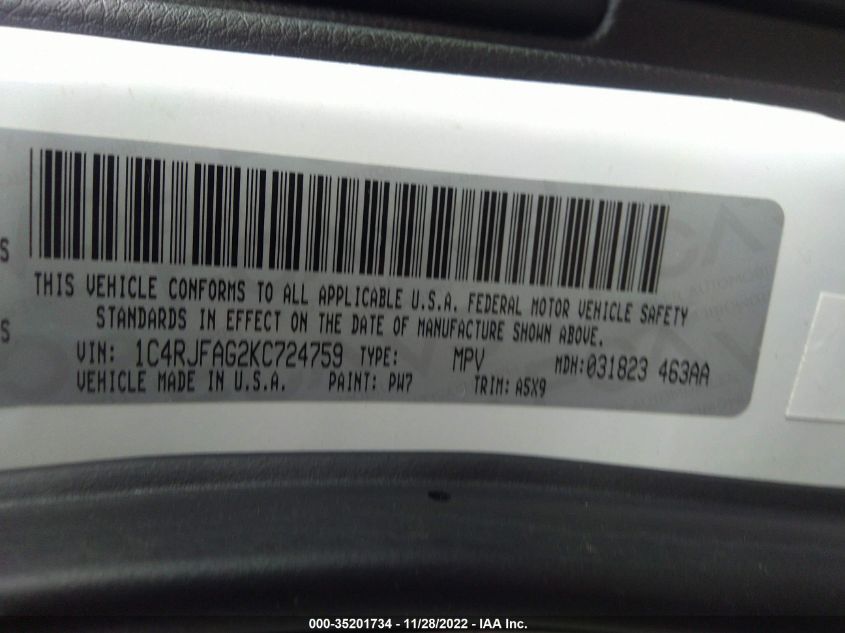 THIS VEHICLE CONFORMS TO ALL APPLICABLE U.S.A. FEDERAL MOTOR VEHICLE SAFETY
STANDARDS IN EFFECT ON THE DATE OF MANUFACTURE SHOWN ABOVE.
VIN: 1C4RJFAG2KC724759 TYPE: MPV MDH:031823 463AA
VEHICLE MADE IN U.S.A. PAINT: PW7 TRIM: A5X9
000-35201734 - 11/28/2022 - IAA Inc.